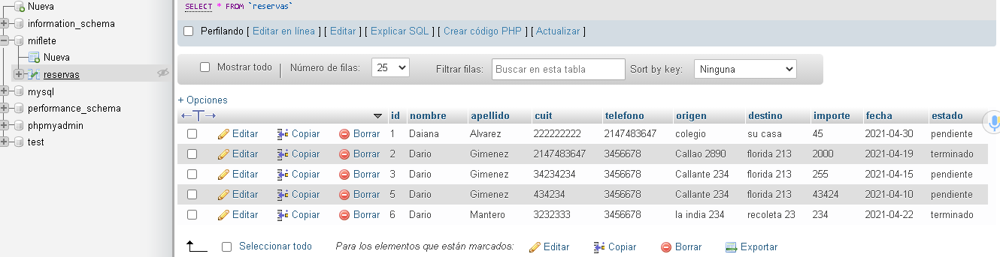 Nueva
information_schema
miflete
Nueva
reservas
mysql
performance_schema
phpmyadmin
test
SELECT * FROM `reservas`
Perfilando [ Editar en línea ] [ Editar ] [ Explicar SQL ] [ Crear código PHP ] [ Actualizar ]
Mostrar todo | Número de filas: 25 Filtrar filas: Buscar en esta tabla Sort by key: Ninguna
+ Opciones
←T→ id nombre apellido cuit telefono origen destino importe fecha estado
Editar Copiar Borrar 1 Daiana Alvarez 222222222 2147483647 colegio su casa 45 2021-04-30 pendiente
Editar Copiar Borrar 2 Dario Gimenez 2147483647 3456678 Callao 2890 florida 213 2000 2021-04-19 terminado
Editar Copiar Borrar 3 Dario Gimenez 34234234 3456678 Callante 234 florida 213 255 2021-04-15 pendiente
Editar Copiar Borrar 5 Dario Gimenez 434234 3456678 Callante 234 florida 213 43424 2021-04-10 pendiente
Editar Copiar Borrar 6 Dario Mantero 3232333 3456678 la india 234 recoleta 23 234 2021-04-22 terminado
Seleccionar todo Para los elementos que están marcados: Editar Copiar Borrar Exportar